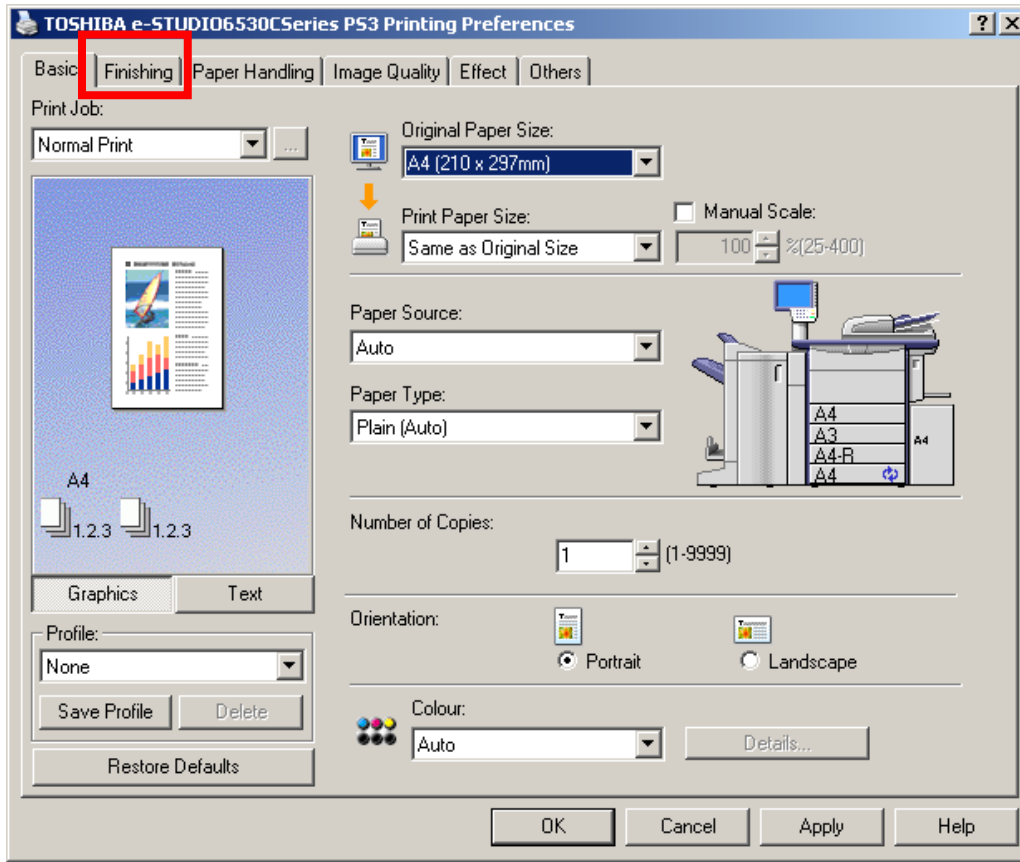 TOSHIBA e-STUDIO6530CSeries PS3 Printing Preferences
Basic Finishing Paper Handling Image Quality Effect Others
Print Job:
Normal Print
...
Original Paper Size:
A4 (210 x 297mm)
Print Paper Size:
Same as Original Size
Manual Scale:
100 %(25-400)
Paper Source:
Auto
Paper Type:
Plain (Auto)
A4
A3
A4-R
A4
A4
A4
1.2.3 1.2.3
Graphics Text
Number of Copies:
1 (1-9999)
Orientation:
Portrait Landscape
Profile:
None
Save Profile Delete
Restore Defaults
Colour:
Auto Details...
OK Cancel Apply Help